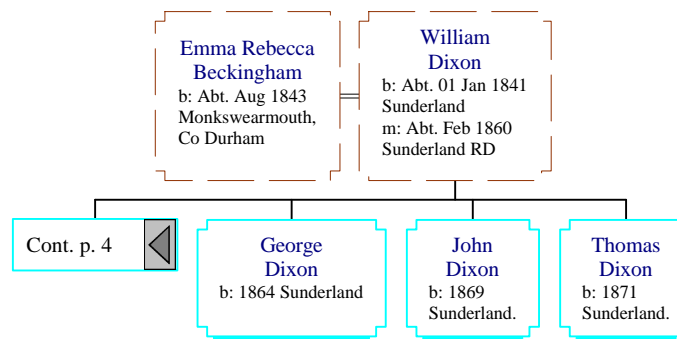 Emma Rebecca
Beckingham
b: Abt. Aug 1843
Monkswearmouth,
Co Durham
William
Dixon
b: Abt. 01 Jan 1841
Sunderland
m: Abt. Feb 1860
Sunderland RD
Cont. p. 4
George
Dixon
b: 1864 Sunderland
John
Dixon
b: 1869
Sunderland.
Thomas
Dixon
b: 1871
Sunderland.